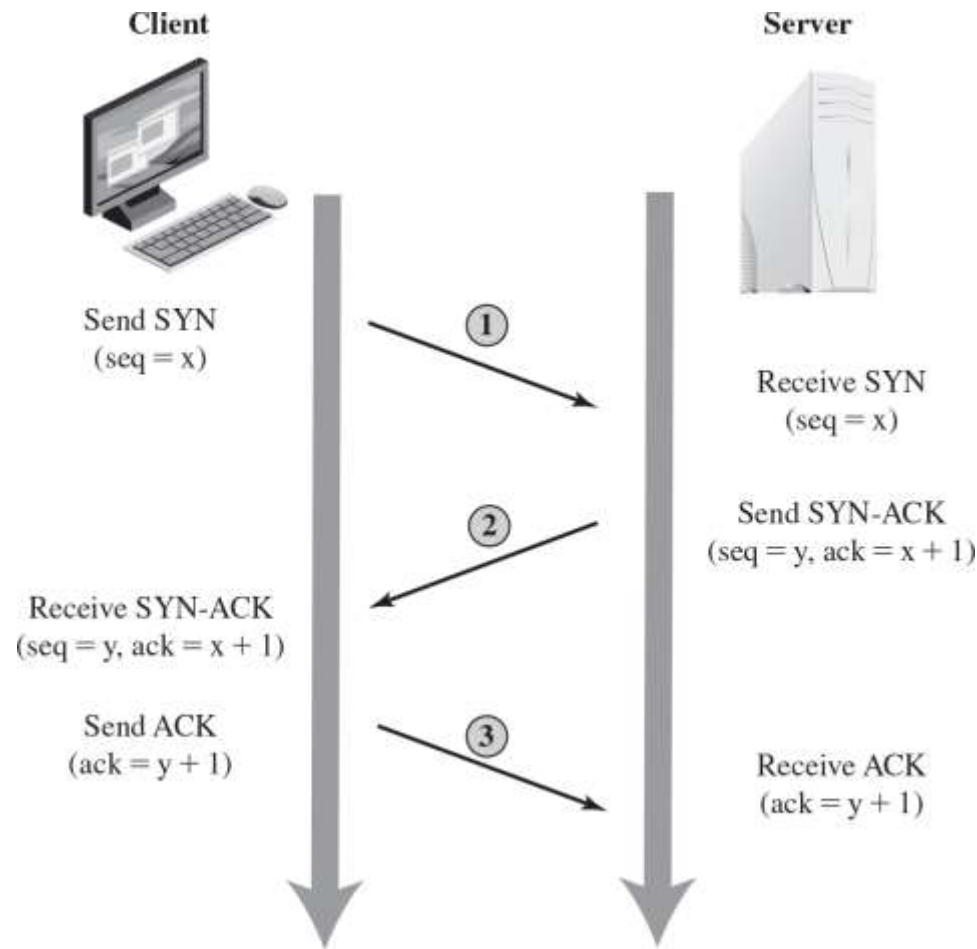 Client
Server
Send SYN
(seq = x)
1
Receive SYN
(seq = x)
2
Send SYN-ACK
(seq = y, ack = x + 1)
Receive SYN-ACK
(seq = y, ack = x + 1)
Send ACK
(ack = y + 1)
3
Receive ACK
(ack = y + 1)